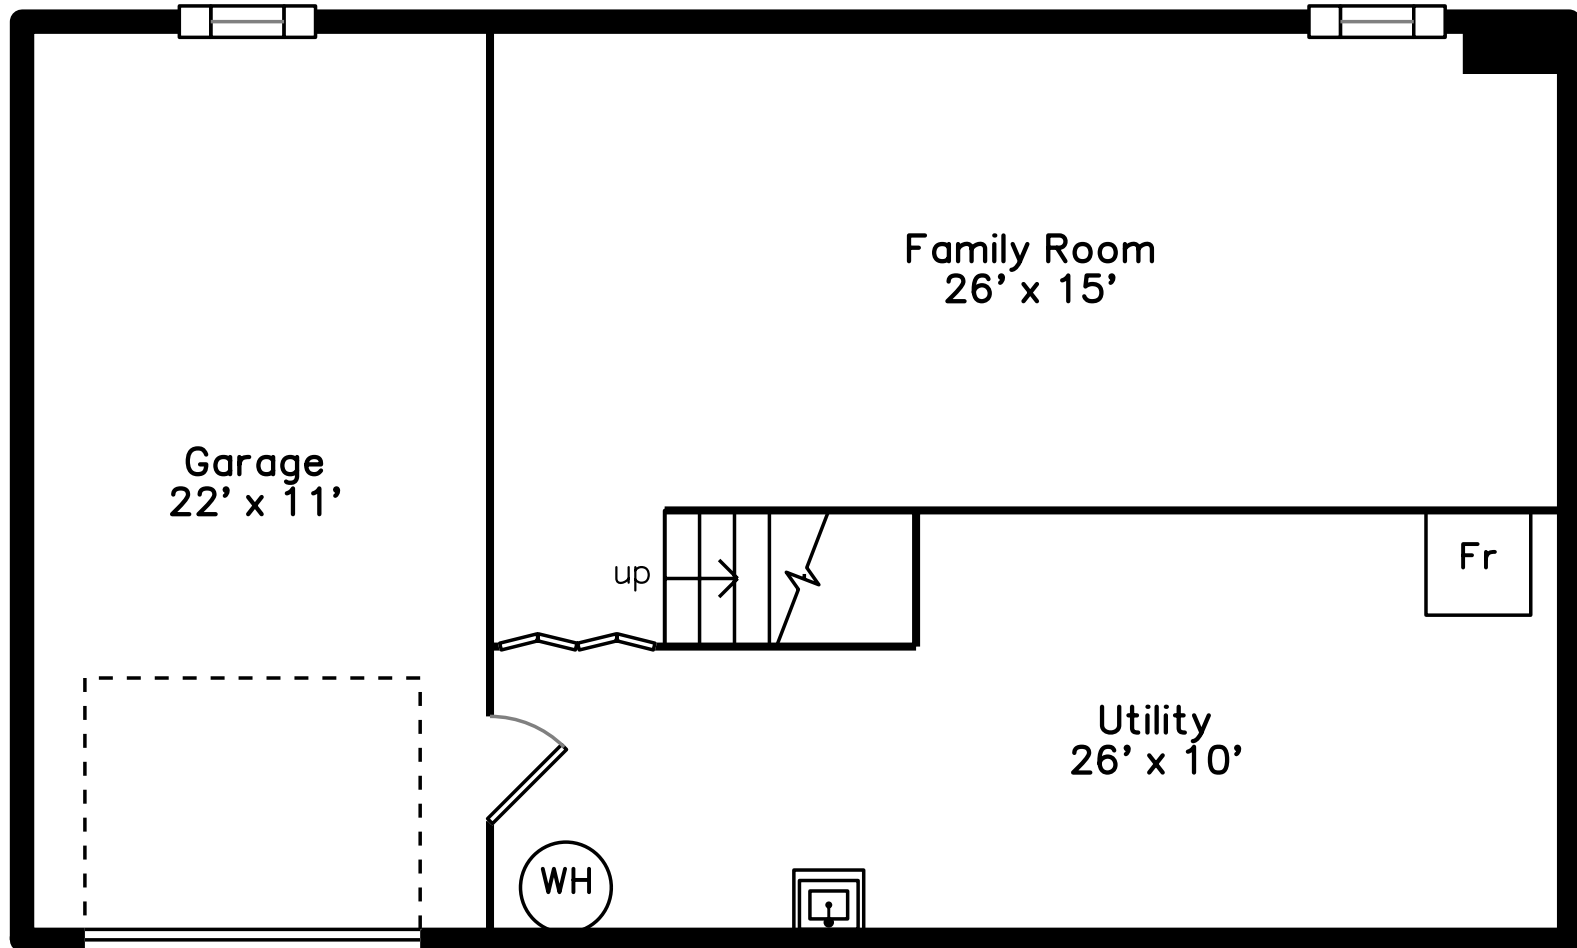 Family Room
26’ x 15’
Garage
22’ x 11’
up
Fr
Utility
26’ x 10’
WH